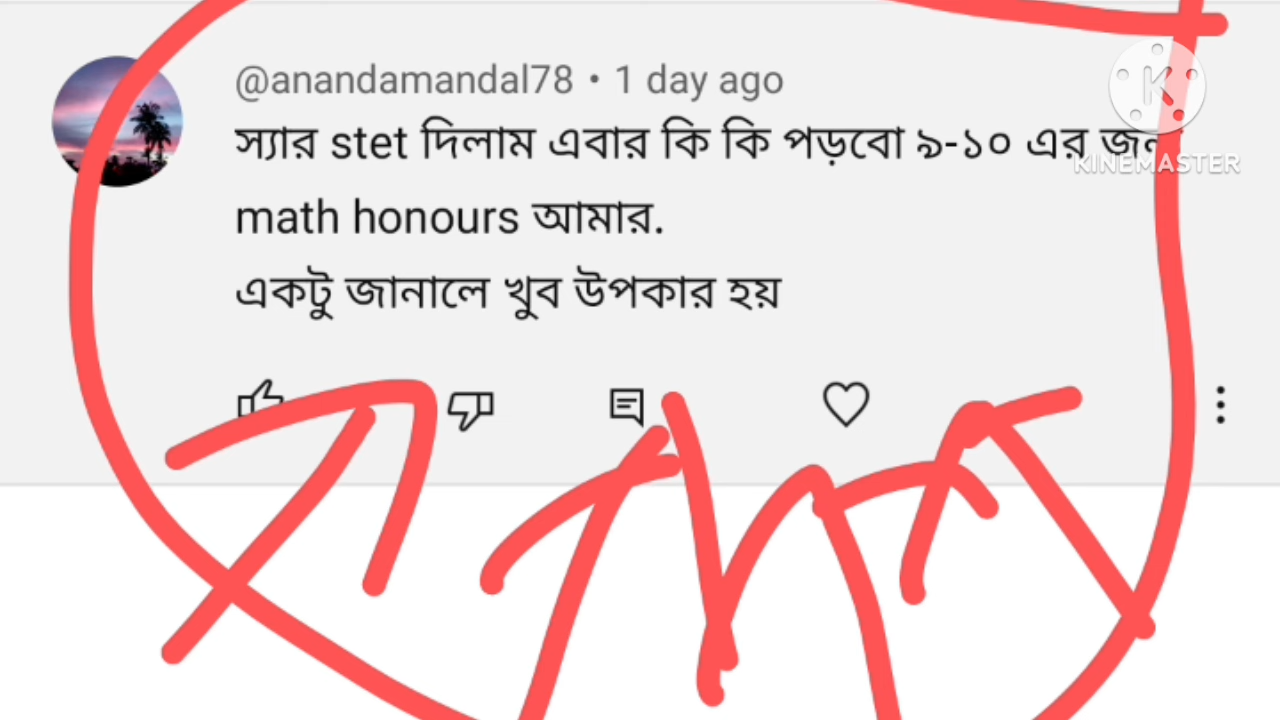 @anandamandal78 • 1 day ago
স্যার stet দিলাম এবার কি কি পড়বো ৯-১০ এর
math honours আমার.
একটু জানালে খুব উপকার হয়
KINEMASTER